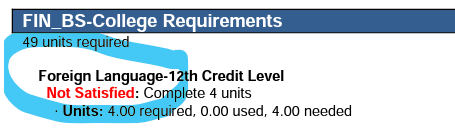 FIN_BS-College Requirements
49 units required
Foreign Language-12th Credit Level
Not Satisfied: Complete 4 units
· Units: 4.00 required, 0.00 used, 4.00 needed